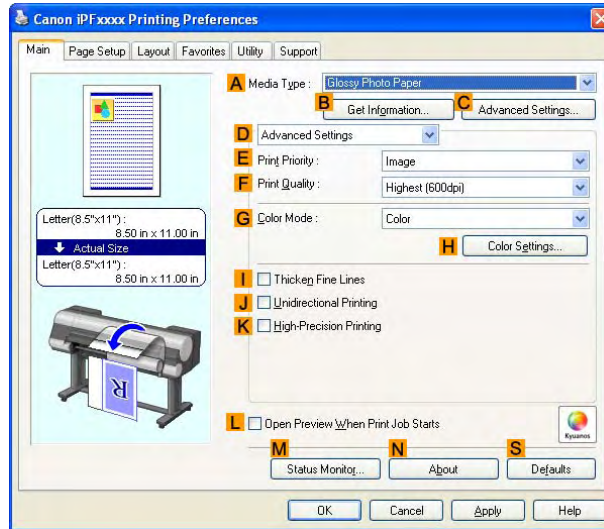 Canon iPFxxxx Printing Preferences
Main Page Setup Layout Favorites Utility Support
A Media Type : Glossy Photo Paper
B Get Information... C Advanced Settings...
D Advanced Settings
E Print Priority : Image
F Print Quality : Highest (600dpi)
G Color Mode : Color
H Color Settings...
Letter(8.5"x11") :
8.50 in x 11.00 in
Actual Size
Letter(8.5"x11") :
8.50 in x 11.00 in
R
I Thicken Fine Lines
J Unidirectional Printing
K High-Precision Printing
L Open Preview When Print Job Starts
Kyuanos
M Status Monitor... N About S Defaults
OK Cancel Apply Help